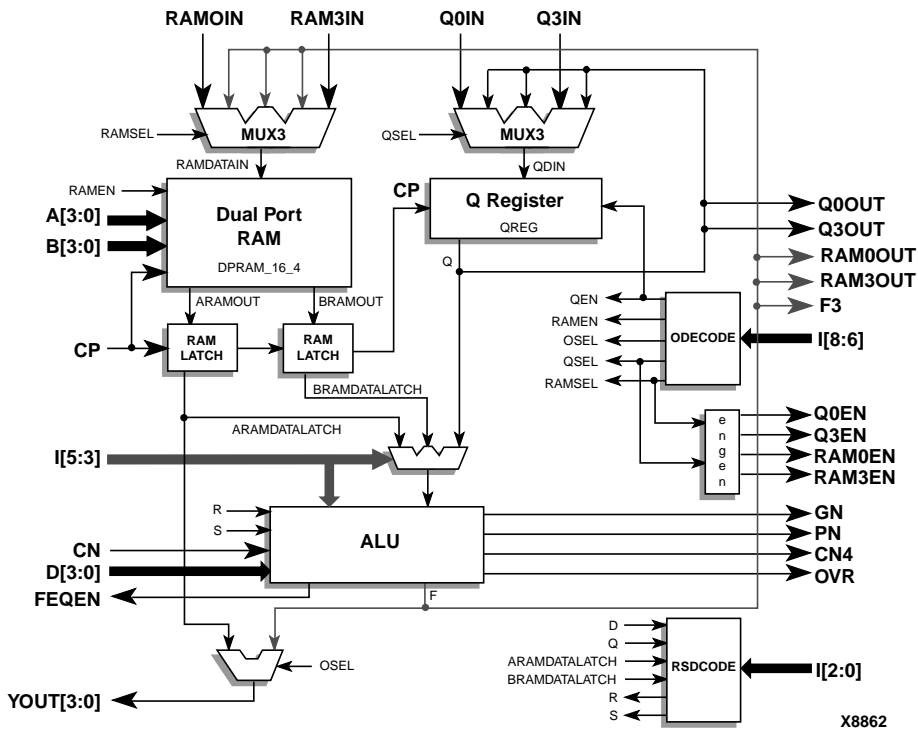 RAMOIN RAM3IN Q0IN Q3IN
RAMSEL MUX3 QSEL MUX3
RAMDATAIN QDIN
RAMEN
A[3:0]
B[3:0]
Dual Port
RAM
DPRAM_16_4
CP
Q Register
QREG
Q
Q0OUT
Q3OUT
RAM0OUT
RAM3OUT
F3
ARAMOUT BRAMOUT
CP
RAM
LATCH
RAM
LATCH
QEN
RAMEN
OSEL
QSEL
RAMSEL
ODECODE
I[8:6]
BRAMDATALATCH
ARAMDATALATCH
e
n
g
e
n
Q0EN
Q3EN
RAM0EN
RAM3EN
I[5:3]
R
S
CN
D[3:0]
FEQEN
ALU
GN
PN
CN4
OVR
F
OSEL
YOUT[3:0]
D
Q
ARAMDATALATCH
BRAMDATALATCH
R
S
RSDCODE
I[2:0]
X8862